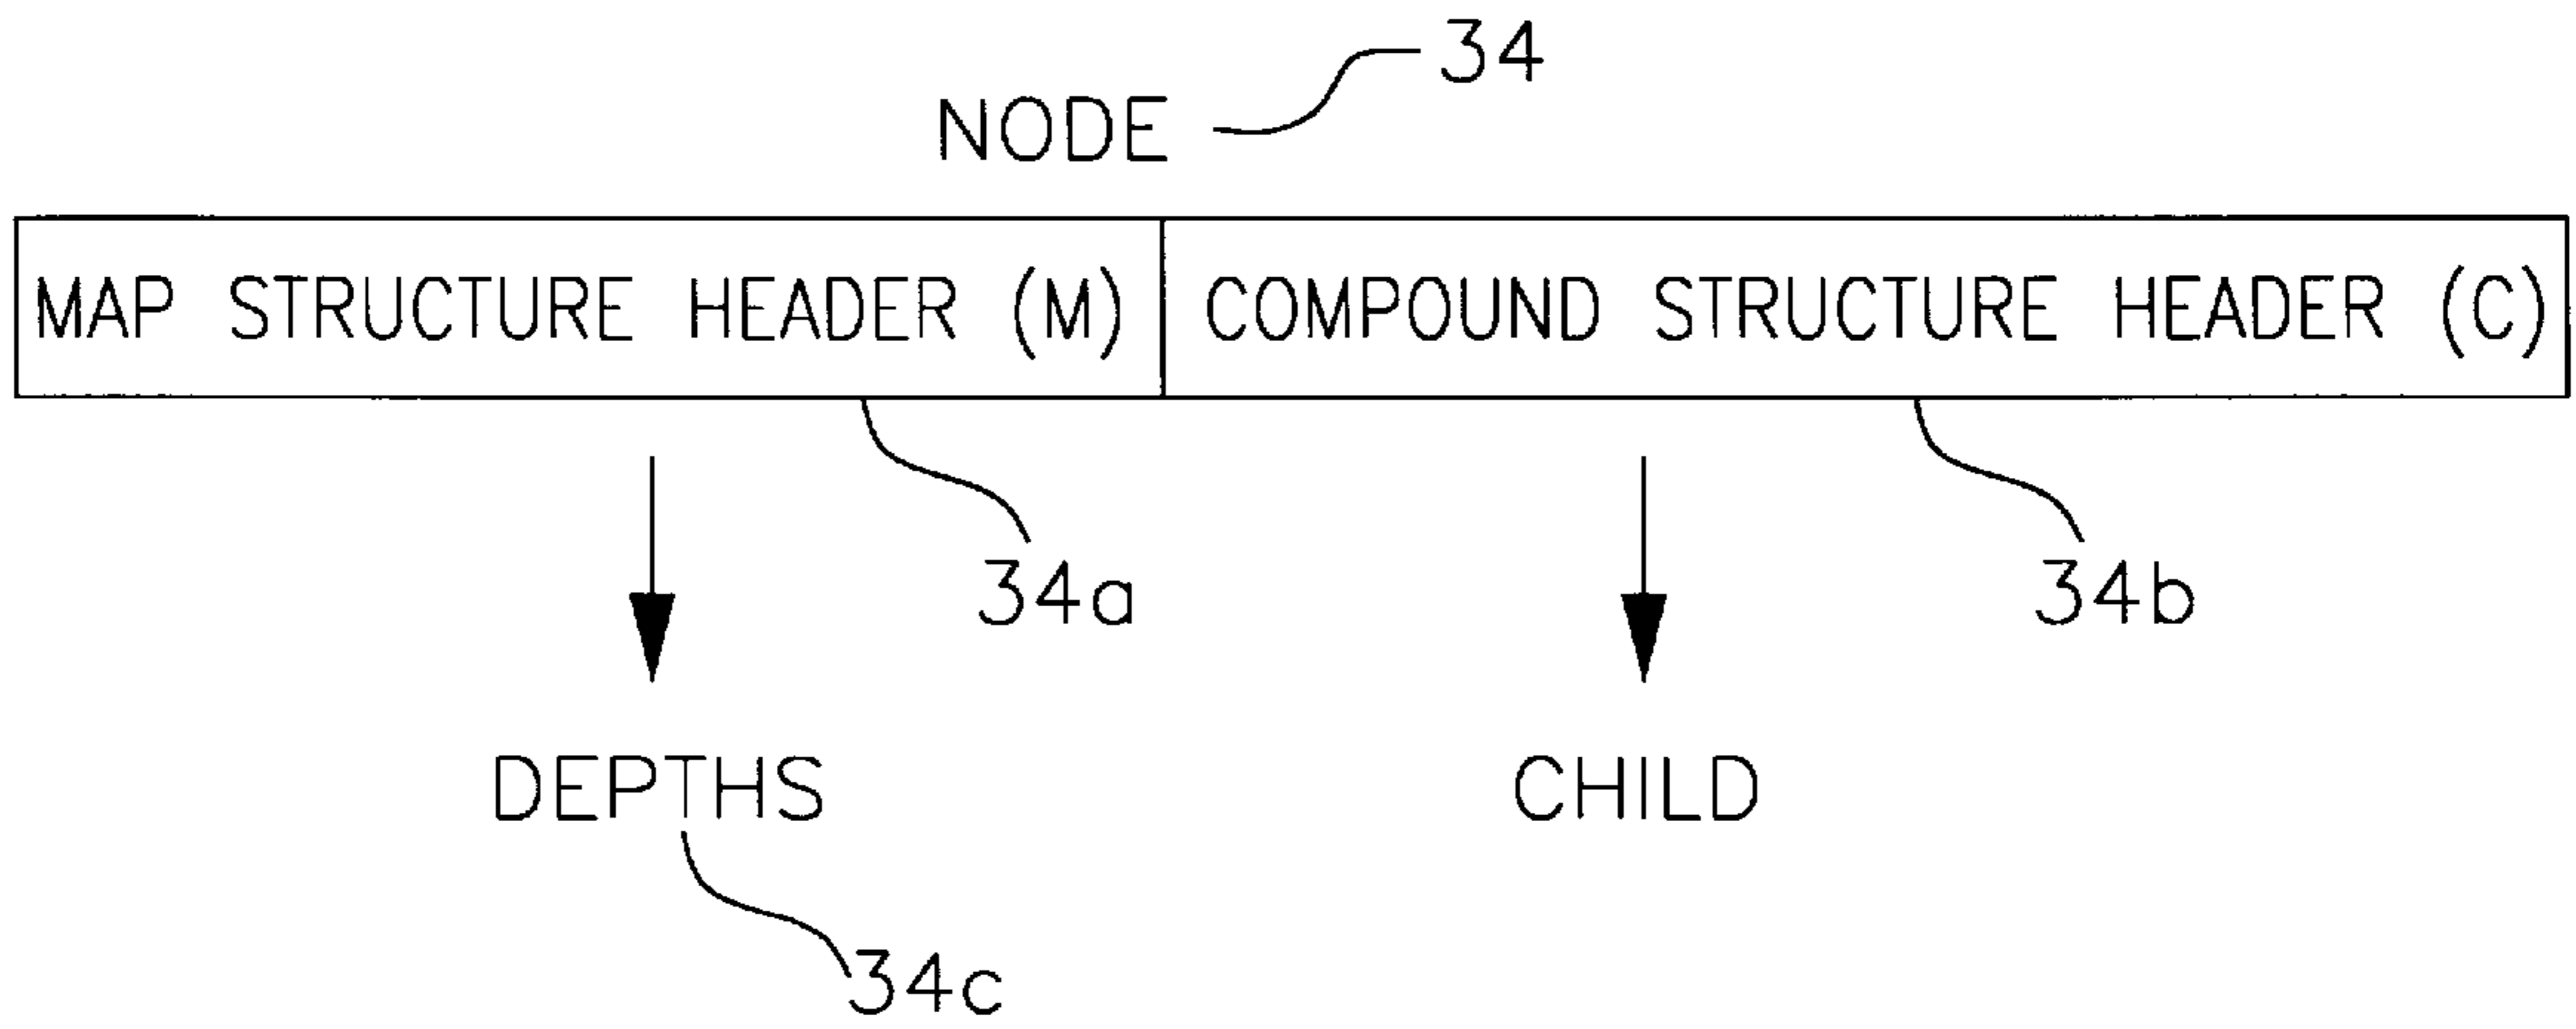 34
NODE
MAP STRUCTURE HEADER (M) COMPOUND STRUCTURE HEADER (C)
34a 34b
DEPTHS CHILD
34c